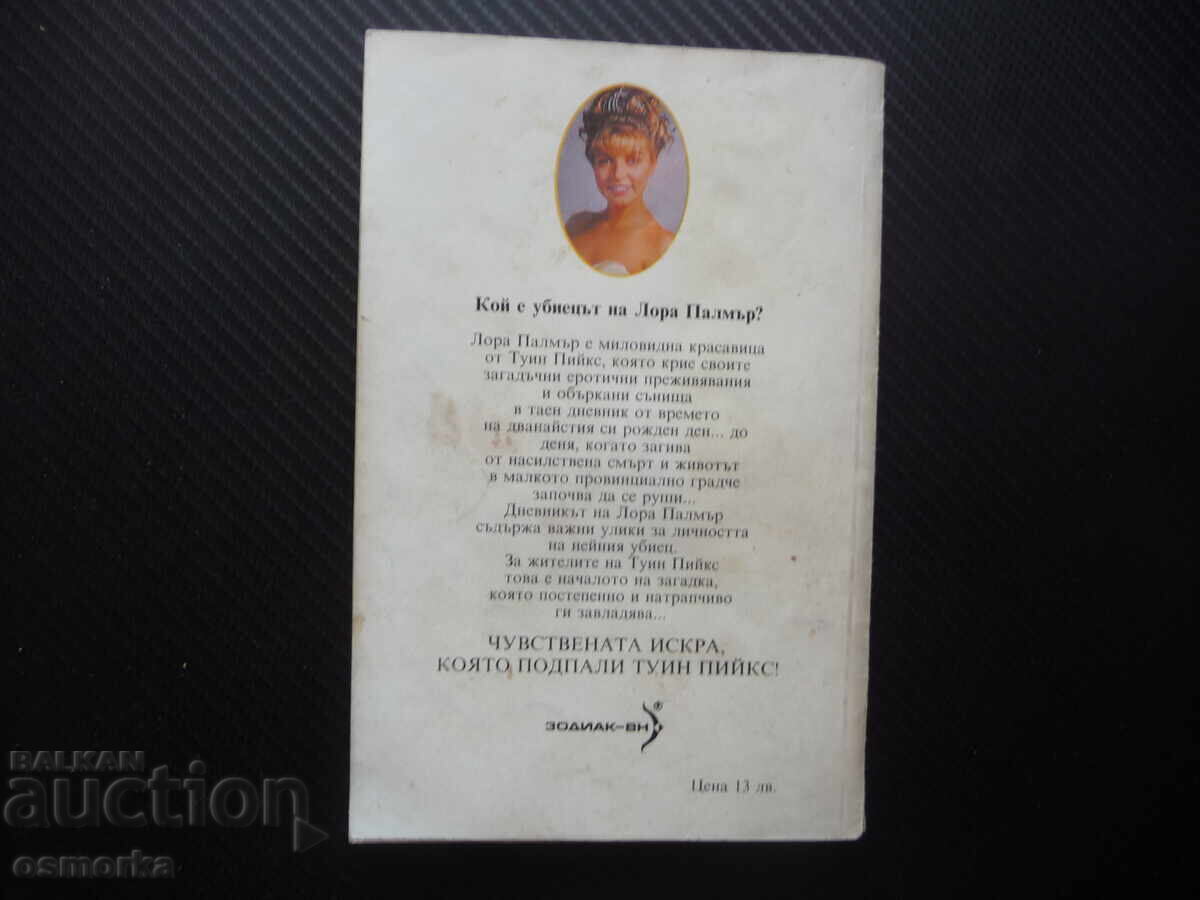 Кой е убиецът на Лора Палмър?
Лора Палмър е миловидна красавица
от Туин Пийкс, която крие своите
загадъчни еротични преживявания
и объркани сънища
в таен дневник от времето
на дванайстия си рожден ден... до
деня, когато загива
от насилствена смърт и животът
в малкото провинциално градче
започва да се руши...
Дневникът на Лора Палмър
съдържа важни улики за личността
на нейния убиец.
За жителите на Туин Пийкс
това е началото на загадка,
която постепенно и натрапчиво
ги завладява...
ЧУВСТВЕНАТА ИСКРА,
КОЯТО ПОДПАЛИ ТУИН ПИЙКС!
ЗОДИАК-ВН ®
Цена 13 лв.
BALKAN
auction
osmorka